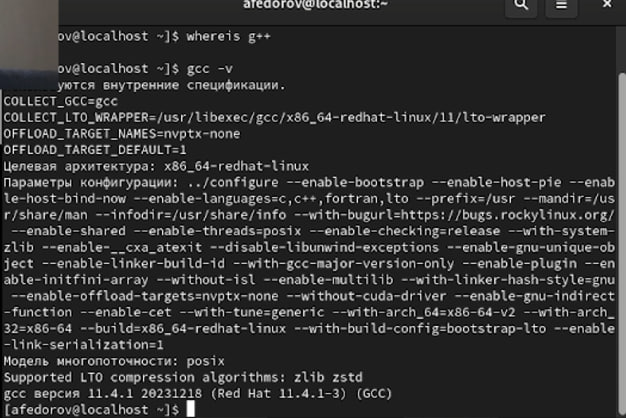 afedorov@localhost:~
rov@localhost ~]$ whereis g++
rov@localhost ~]$ gcc -v
уются внутренние спецификации.
COLLECT_GCC=gcc
COLLECT_LTO_WRAPPER=/usr/libexec/gcc/x86_64-redhat-linux/11/lto-wrapper
OFFLOAD_TARGET_NAMES=nvptx-none
OFFLOAD_TARGET_DEFAULT=1
Целевая архитектура: x86_64-redhat-linux
Параметры конфигурации: ../configure --enable-bootstrap --enable-host-pie --enab
le-host-bind-now --enable-languages=c,c++,fortran,lto --prefix=/usr --mandir=/us
r/share/man --infodir=/usr/share/info --with-bugurl=https://bugs.rockylinux.org/
--enable-shared --enable-threads=posix --enable-checking=release --with-system-
zlib --enable-__cxa_atexit --disable-libunwind-exceptions --enable-gnu-unique-ob
ject --enable-linker-build-id --with-gcc-major-version-only --enable-plugin --en
able-initfini-array --without-isl --enable-multilib --with-linker-hash-style=gnu
--enable-offload-targets=nvptx-none --without-cuda-driver --enable-gnu-indirect
-function --enable-cet --with-tune=generic --with-arch_64=x86-64-v2 --with-arch_
32=x86-64 --build=x86_64-redhat-linux --with-build-config=bootstrap-lto --enable
-link-serialization=1
Модель многопоточности: posix
Supported LTO compression algorithms: zlib zstd
gcc версия 11.4.1 20231218 (Red Hat 11.4.1-3) (GCC)
[afedorov@localhost ~]$